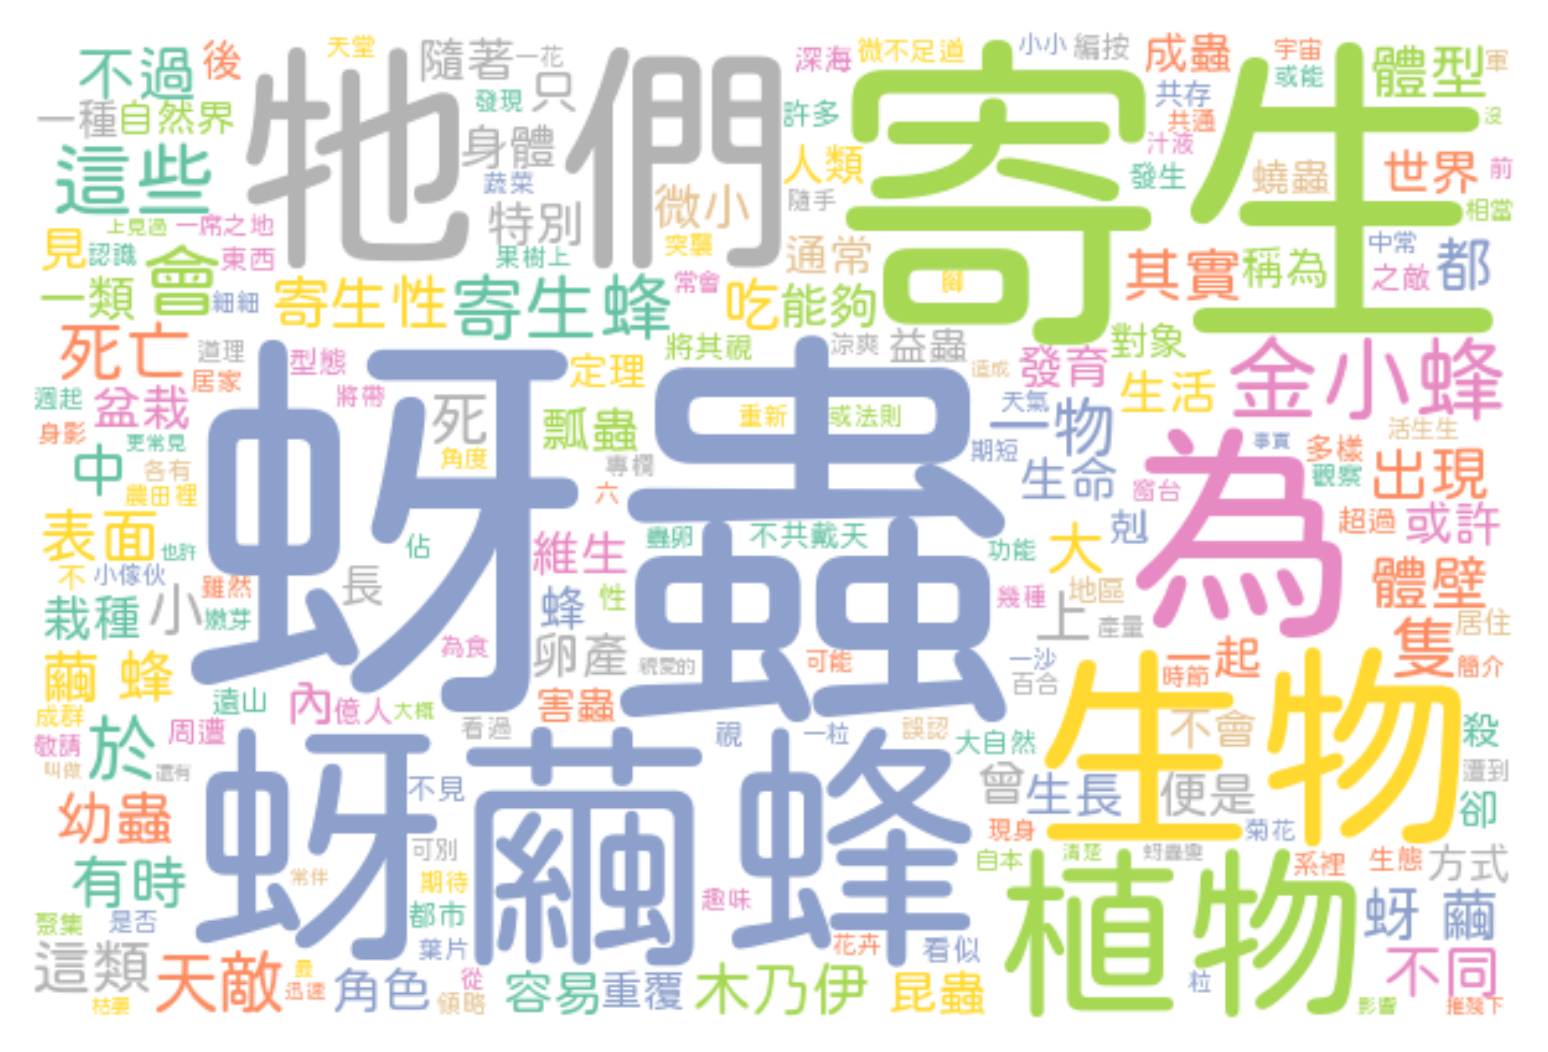 不過
後
牠們
天堂
隨著
一花
深海
微不足道
寄生
小小
編按
成蟲
宇宙
體型
軍
一種
自然界
發現
只
許多
共存
或能
沒
這些
身體
蔬菜
人類
共通
汁液
發生
蟯蟲
世界
前
上見過
一席之地
特別
微小
隨手
相當
見
認識
會
東西
果樹上
突襲
通常
其實
稱為
中常
之敵
都
一類
細細
寄生性
寄生蜂
常會
吃
能夠
腳
對象
死亡
道理
型態
蚜蟲
定理
將其視
涼爽
益蟲
造成
發育
金小蜂
居家
週起
盆栽
將帶
死
瓢蟲
重新
或法則
天氣
一物
生活
身影
更常見
角度
專欄
期短
為
事實
多樣
活生生
中
各有
農田裡
六
生命
窗台
觀察
出現
表面
也許
佔
維生
蟲卵
不共戴天
功能
大
剋
超過
或許
不
小傢伙
雖然
長
蜂
性
幾種
地區
體壁
栽種
小
嫩芽
為食
卵產
親愛的
可能
上
產量
隻
居住
繭蜂
遠山
內
億人
大概
害蟲
一沙
百合
生物
時節
一起
簡介
成群
敬請
於
周遭
看過
視
一粒
誤認
大自然
不會
殺
叫做
還有
蚜繭蜂
不見
曾
生長
便是
遭到
卻
幼蟲
可別
現身
菊花
有時
常伴
期待
自本
清楚
植物
系裡
生態
方式
聚集
是否
都市
葉片
趣味
花卉
看似
蚜繭
這類
天敵
最
迅速
角色
從
領略
容易
重覆
木乃伊
昆蟲
粒
不同
枯萎
影響
摧殘下